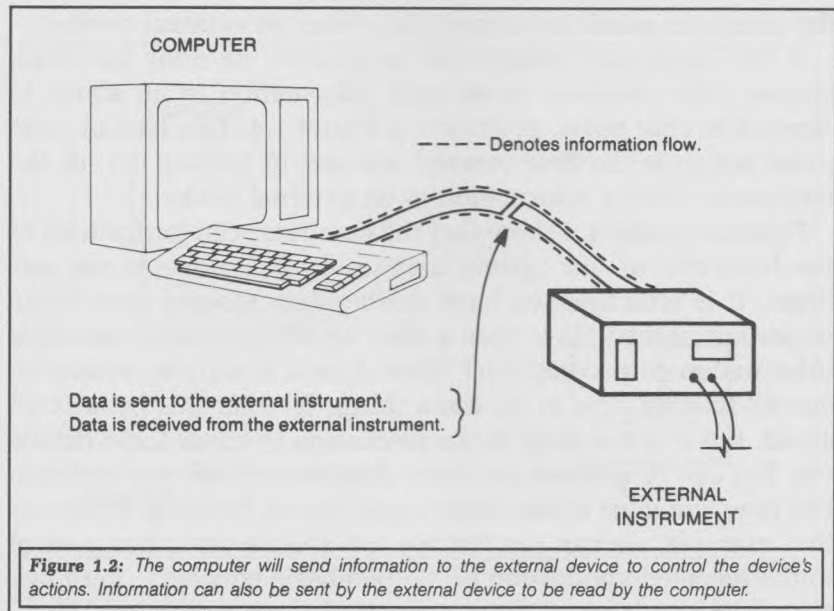 COMPUTER
– – – – – Denotes information flow.
Data is sent to the external instrument.
Data is received from the external instrument.
EXTERNAL
INSTRUMENT
Figure 1.2: The computer will send information to the external device to control the device's
actions. Information can also be sent by the external device to be read by the computer.